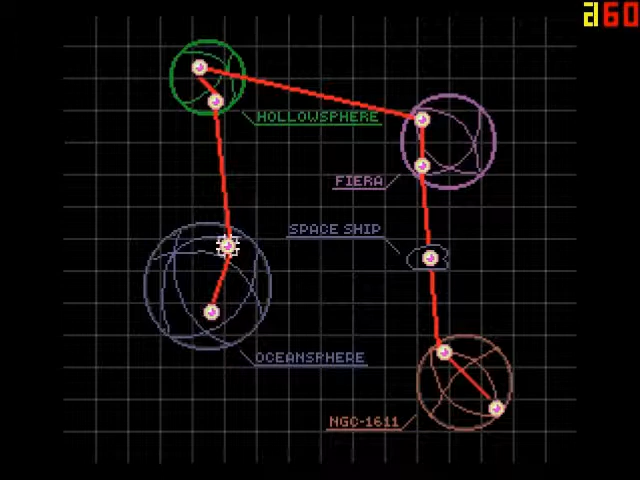 a60
HOLLOWSPHERE
FIERA
SPACE SHIP
OCEANSPHERE
NGC-1611